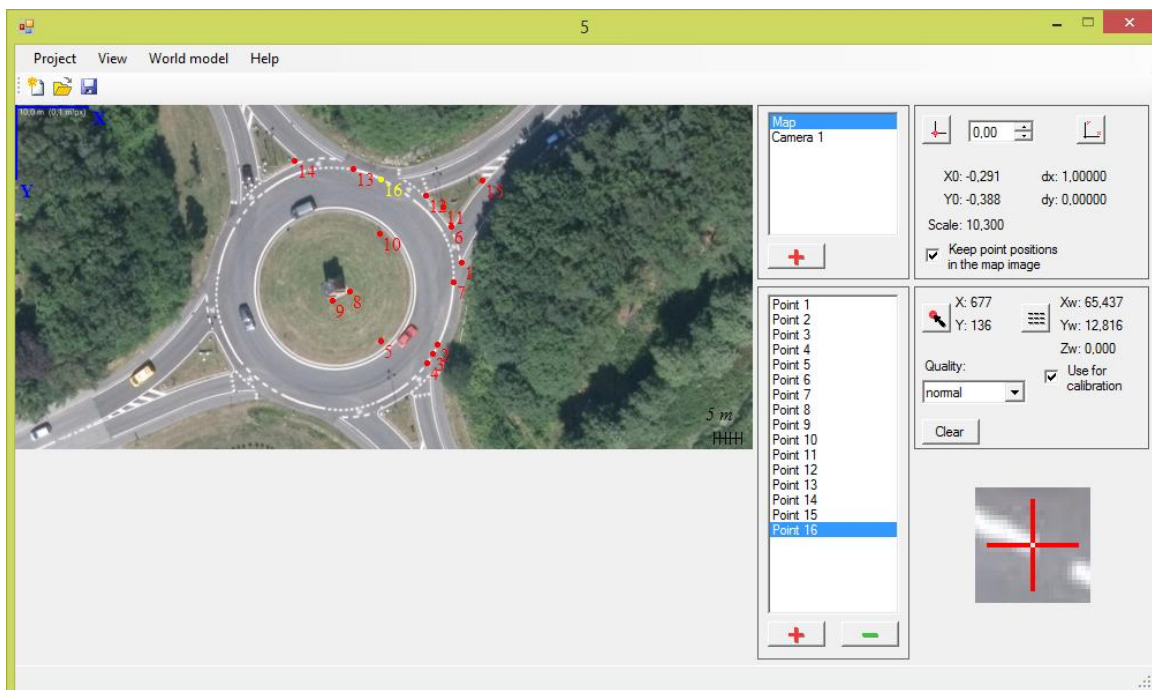 5
Project View World model Help
10,0 m (0,1 m/px)
X
Y
14
13
16
15
12
11
6
10
1
7
8
9
5
2
3
4
5 m
Map
Camera 1
0,00
X0: -0,291 dx: 1,00000
Y0: -0,388 dy: 0,00000
Scale: 10,300
Keep point positions
in the map image
Point 1
Point 2
Point 3
Point 4
Point 5
Point 6
Point 7
Point 8
Point 9
Point 10
Point 11
Point 12
Point 13
Point 14
Point 15
Point 16
X: 677 Xw: 65,437
Y: 136 Yw: 12,816
Zw: 0,000
Quality:
Use for
calibration
normal
Clear